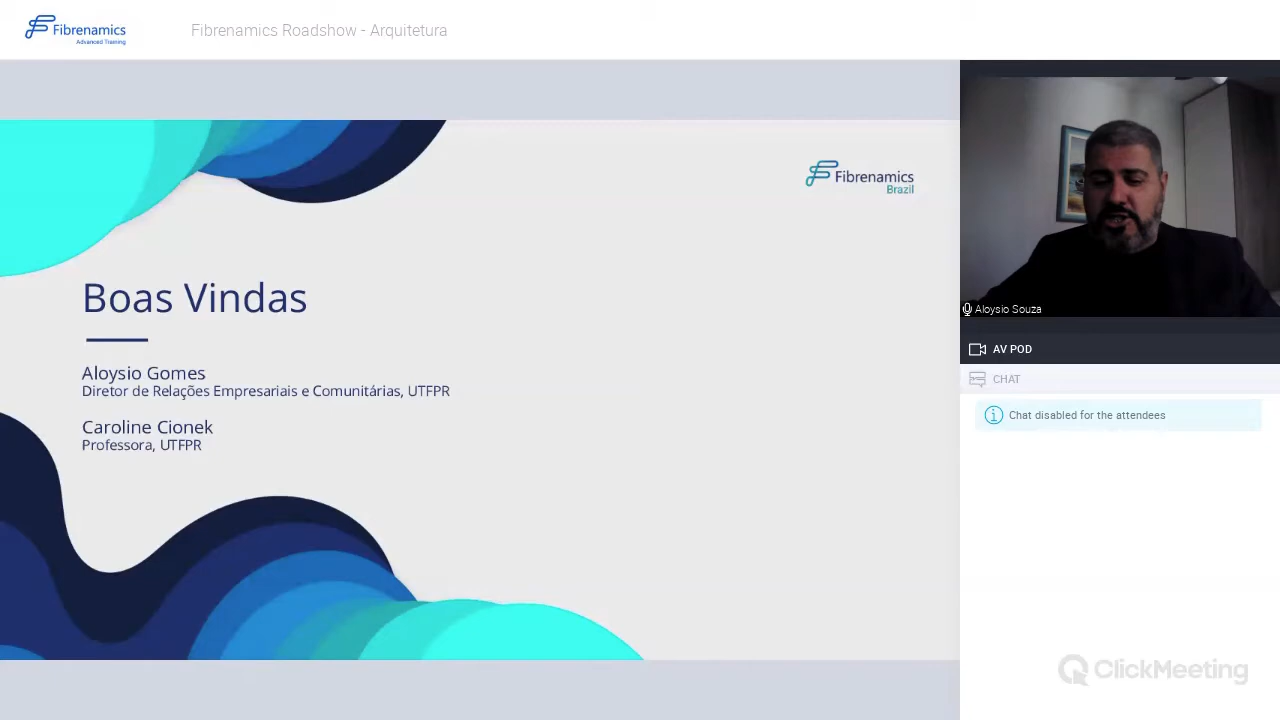 Fibrenamics
Advanced Training
Fibrenamics Roadshow - Arquitetura
Fibrenamics
Brazil
Boas Vindas
Aloysio Gomes
Diretor de Relações Empresariais e Comunitárias, UTFPR
Caroline Cionek
Professora, UTFPR
Aloysio Souza
AV POD
CHAT
Chat disabled for the attendees
ClickMeeting